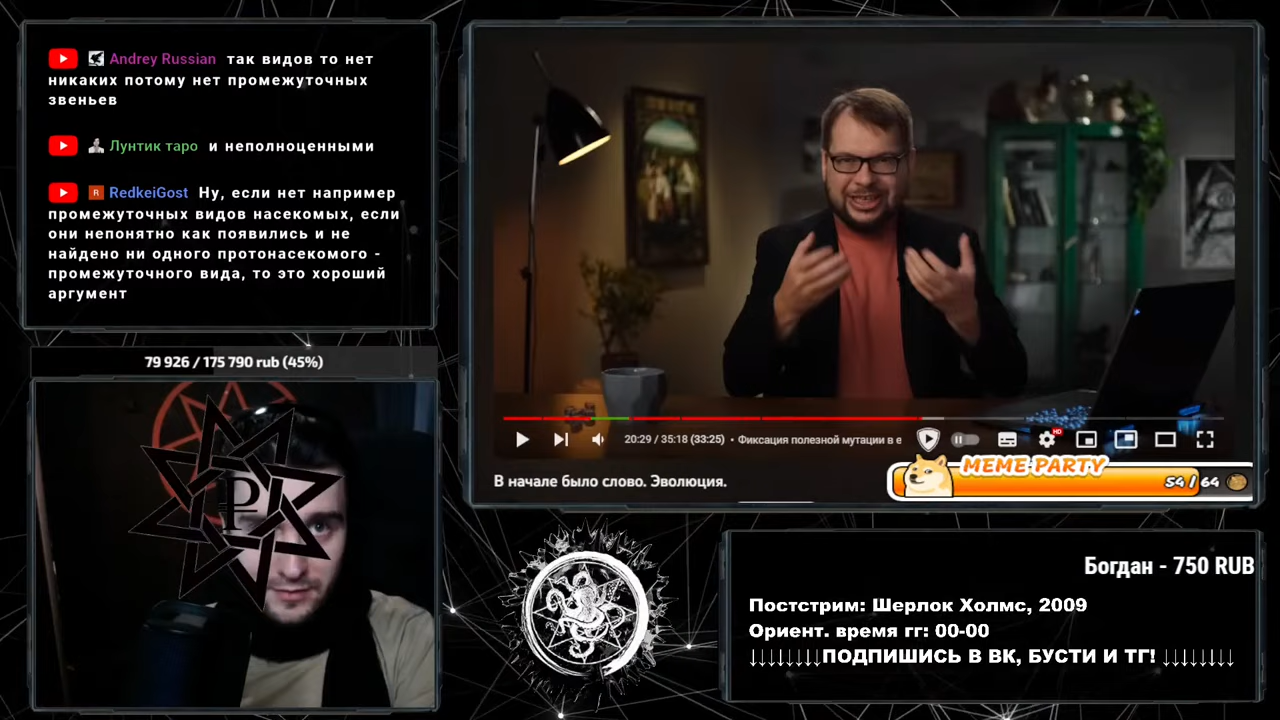 Andrey Russian так видов то нет
никаких потому нет промежуточных
звеньев
Лунтик таро и неполноценными
R RedkeiGost Ну, если нет например
промежуточных видов насекомых, если
они непонятно как появились и не
найдено ни одного протонасекомого -
промежуточного вида, то это хороший
аргумент
79 926 / 175 790 rub (45%)
P
20:29 / 35:18 (33:25) • Фиксация полезной мутации в е
HD
В начале было слово. Эволюция.
MEME PARTY
54 / 64
Богдан - 750 RUB
Постстрим: Шерлок Холмс, 2009
Ориент. время гг: 00-00
↓↓↓↓↓↓↓↓ПОДПИШИСЬ В ВК, БУСТИ И ТГ! ↓↓↓↓↓↓↓↓